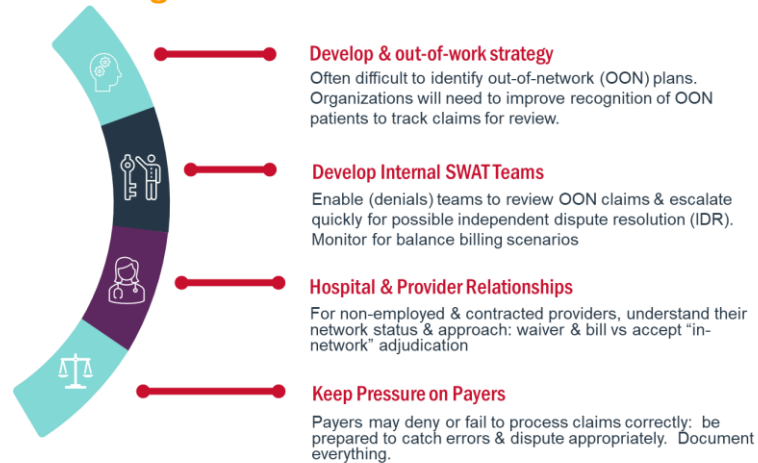 Develop & out-of-work strategy
Often difficult to identify out-of-network (OON) plans.
Organizations will need to improve recognition of OON
patients to track claims for review.
Develop Internal SWAT Teams
Enable (denials) teams to review OON claims & escalate
quickly for possible independent dispute resolution (IDR).
Monitor for balance billing scenarios
Hospital & Provider Relationships
For non-employed & contracted providers, understand their
network status & approach: waiver & bill vs accept “in-
network” adjudication
Keep Pressure on Payers
Payers may deny or fail to process claims correctly: be
prepared to catch errors & dispute appropriately. Document
everything.